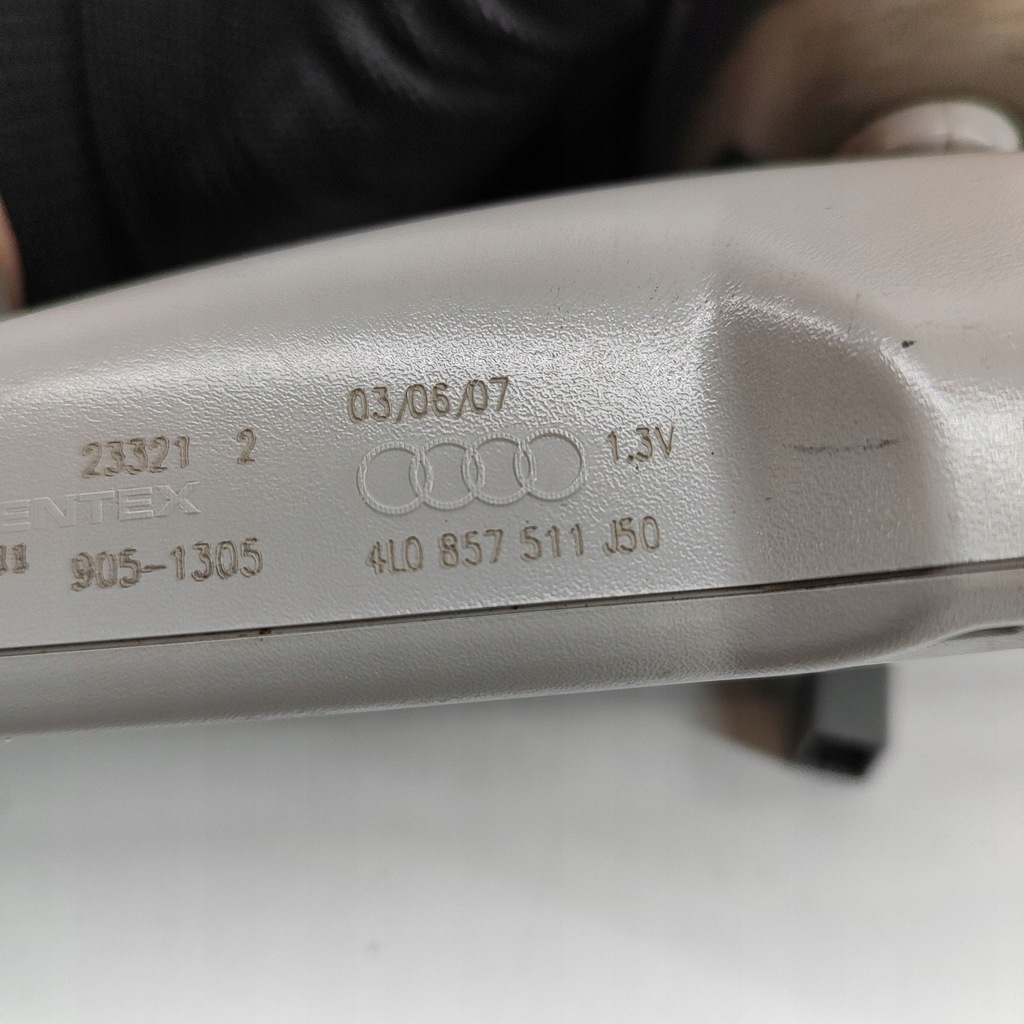 03/06/07
23321 2
1.3V
ENTEX
905-1305
4L0 857 511 J50